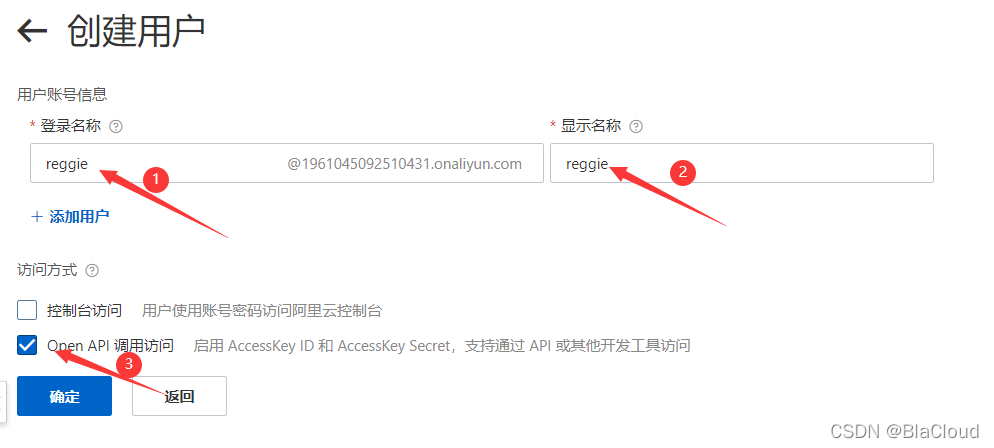 创建用户
用户账号信息
* 登录名称 ?
* 显示名称 ?
reggie @1961045092510431.onaliyun.com
reggie
1
2
+ 添加用户
访问方式 ?
控制台访问 用户使用账号密码访问阿里云控制台
Open API 调用访问 启用 AccessKey ID 和 AccessKey Secret，支持通过 API 或其他开发工具访问
3
确定
返回
CSDN @BlaCloud